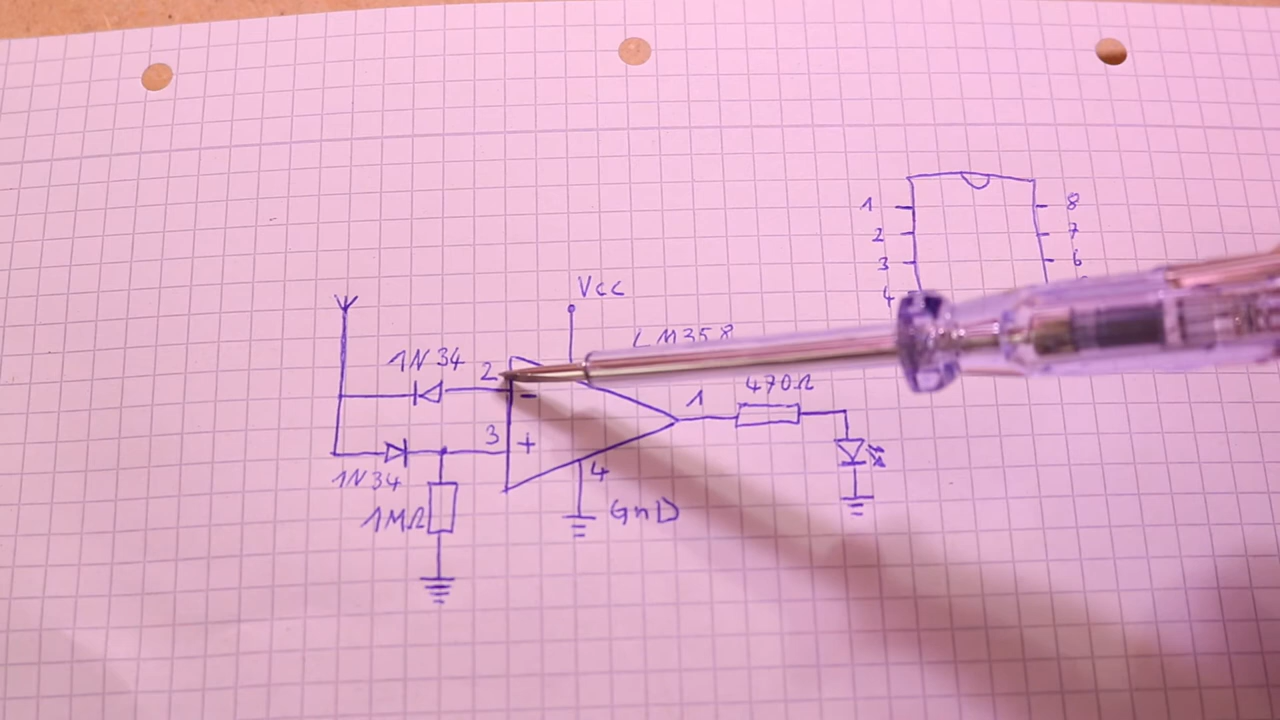 1 8
2 7
3 6
4
Vcc
LM358
1N34 2 -
470Ω
1
3 +
1N34
4
1MΩ
GnD